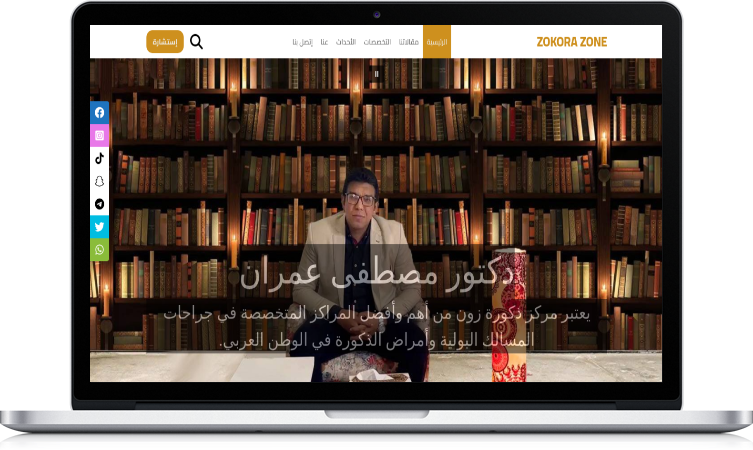 ZOKORA ZONE
الرئيسية
مقالاتنا
التخصصات
الأحداث
عنا
إتصل بنا
إستشارة
دكتور مصطفى عمران
يعتبر مركز ذكورة زون من أهم وأفضل المراكز المتخصصة في جراحات
المسالك البولية وأمراض الذكورة في الوطن العربي.